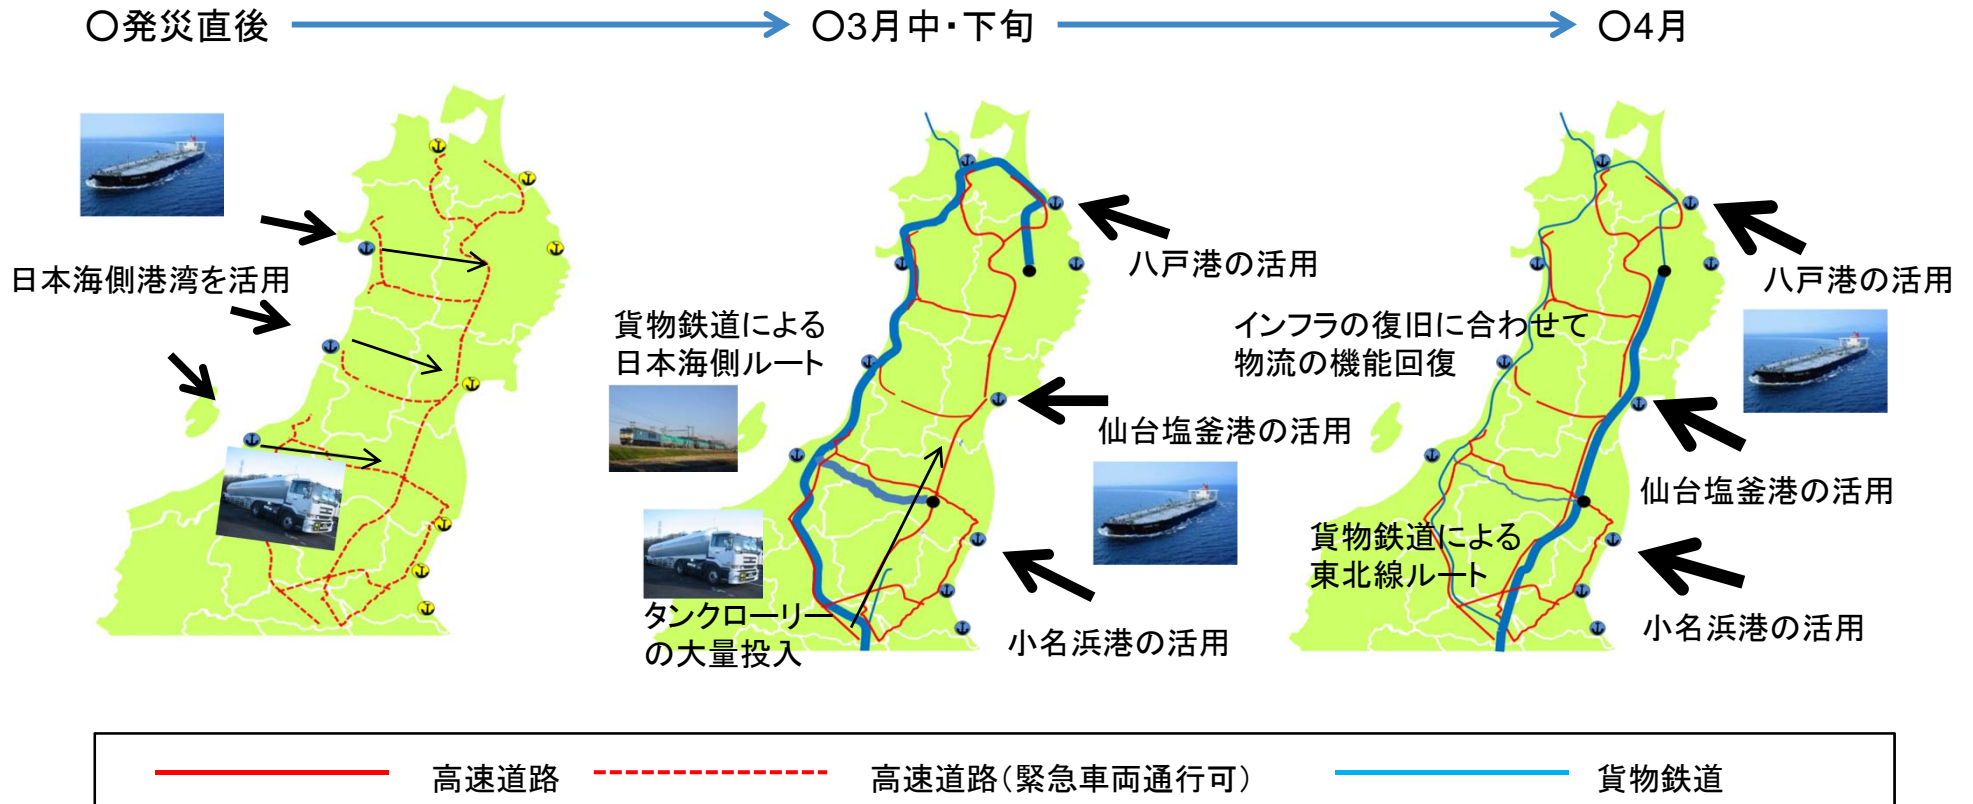 〇発災直後
〇3月中・下旬
〇4月
日本海側港湾を活用
貨物鉄道による
日本海側ルート
タンクローリー
の大量投入
八戸港の活用
仙台塩釜港の活用
小名浜港の活用
インフラの復旧に合わせて
物流の機能回復
貨物鉄道による
東北線ルート
八戸港の活用
仙台塩釜港の活用
小名浜港の活用
高速道路
高速道路(緊急車両通行可)
貨物鉄道